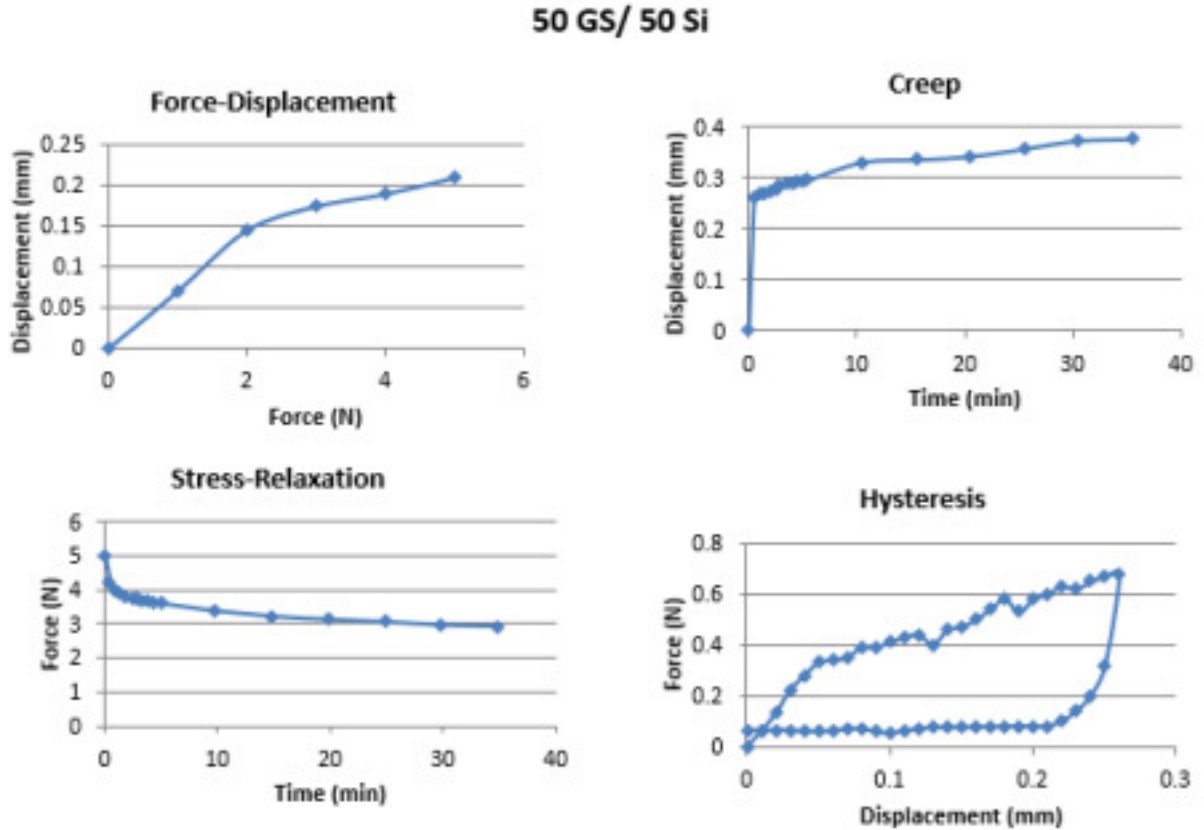 50 GS/ 50 Si
Force-Displacement
Displacement (mm)
0.25
0.2
0.15
0.1
0.05
0
0 2 4 6
Force (N)
Creep
Displacement (mm)
0.4
0.3
0.2
0.1
0
0 10 20 30 40
Time (min)
Stress-Relaxation
Force (N)
6
5
4
3
2
1
0
0 10 20 30 40
Time (min)
Hysteresis
Force (N)
0.8
0.6
0.4
0.2
0
0 0.1 0.2 0.3
Displacement (mm)